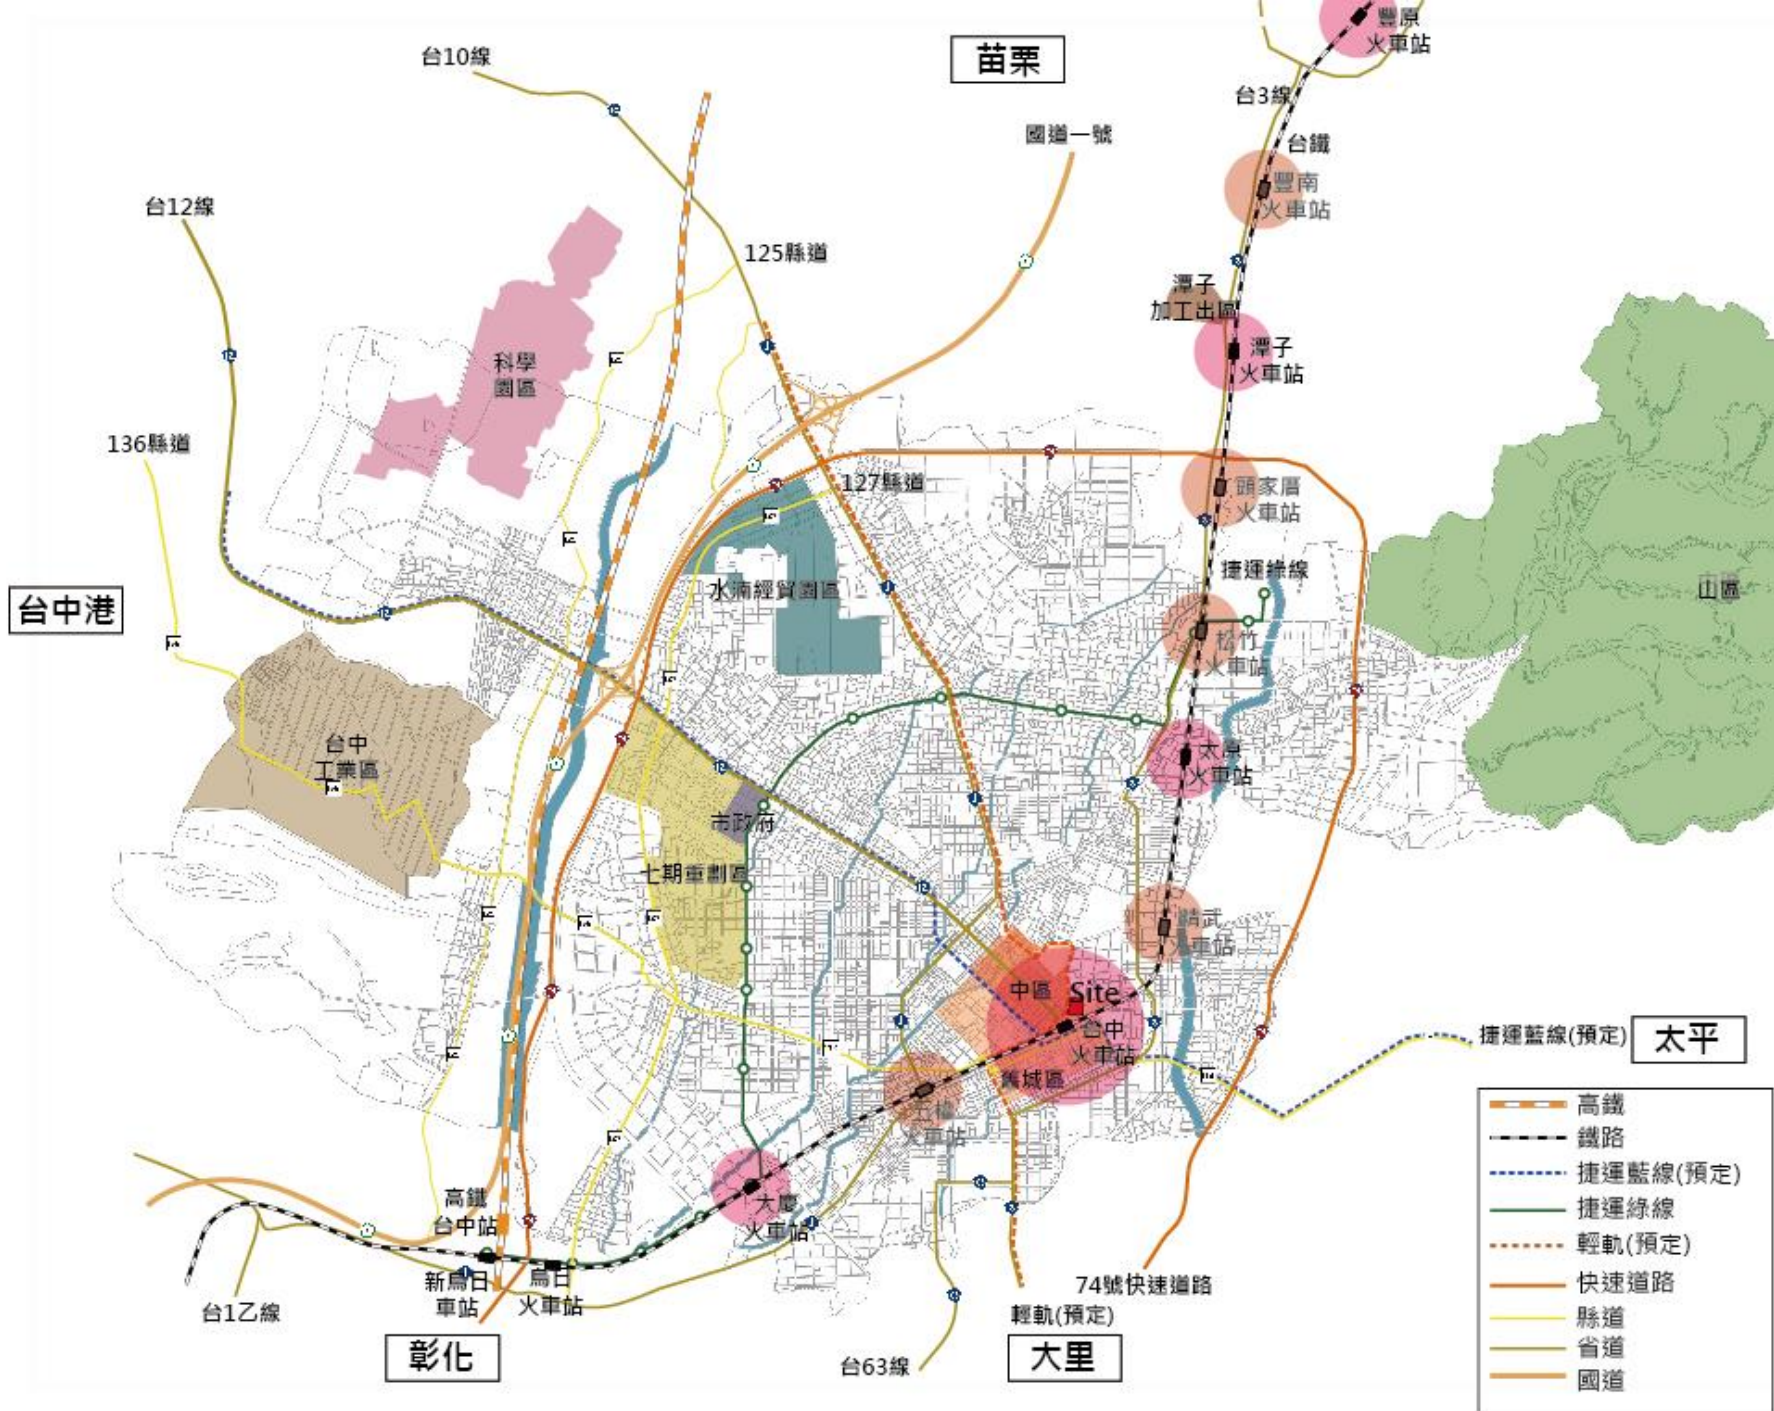 豐原
火車站
苗栗
台10線
台3線
國道一號
台鐵
豐南
火車站
台12線
125縣道
潭子
加工出區
潭子
火車站
科學
園區
136縣道
127縣道
頭家厝
火車站
捷運綠線
水湳經貿園區
山區
台中港
松竹
火車站
台中
工業區
太原
火車站
市政府
七期重劃區
精武
火車站
中區
Site
台中
火車站
捷運藍線(預定)
太平
舊城區
火車站
高鐵
鐵路
捷運藍線(預定)
捷運綠線
輕軌(預定)
快速道路
縣道
省道
國道
大慶
火車站
高鐵
台中站
新烏日
車站
烏日
火車站
台1乙線
74號快速道路
輕軌(預定)
彰化
台63線
大里